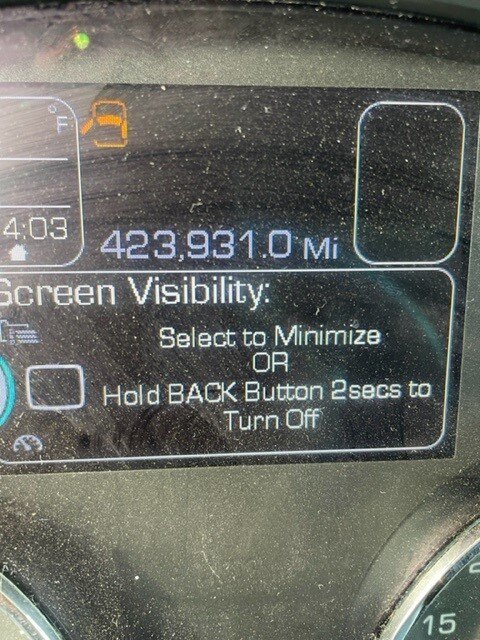 °F
4:03
423,931.0 Mi
Screen Visibility:
Select to Minimize
OR
Hold BACK Button 2secs to
Turn Off
15